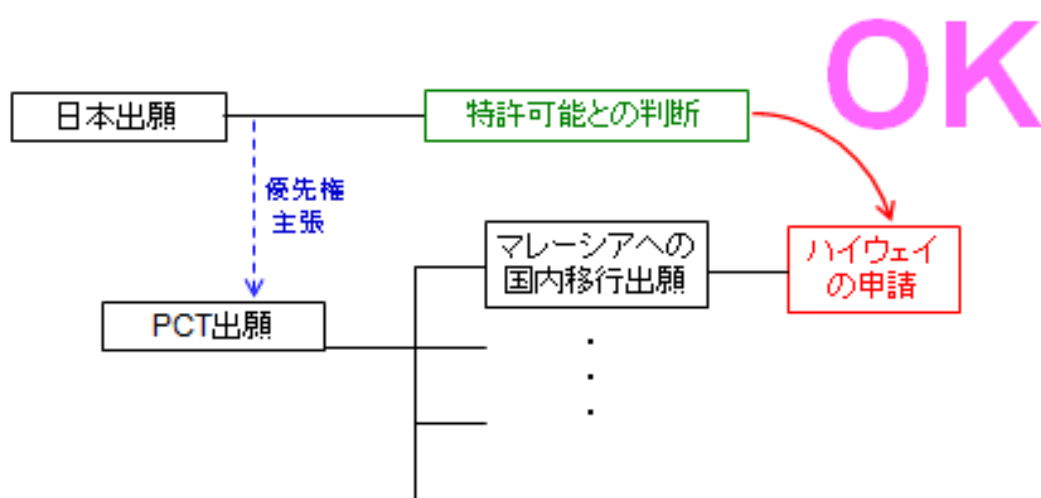 OK
日本出願
特許可能との判断
優先権
主張
マレーシアへの
国内移行出願
ハイウェイ
の申請
PCT出願